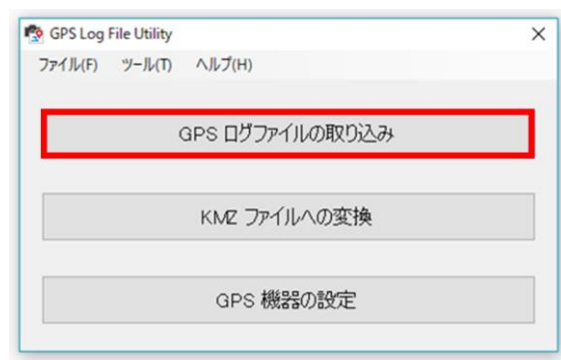 GPS Log File Utility
ファイル(F) ツール(T) ヘルプ(H)
GPS ログファイルの取り込み
KMZ ファイルへの変換
GPS 機器の設定